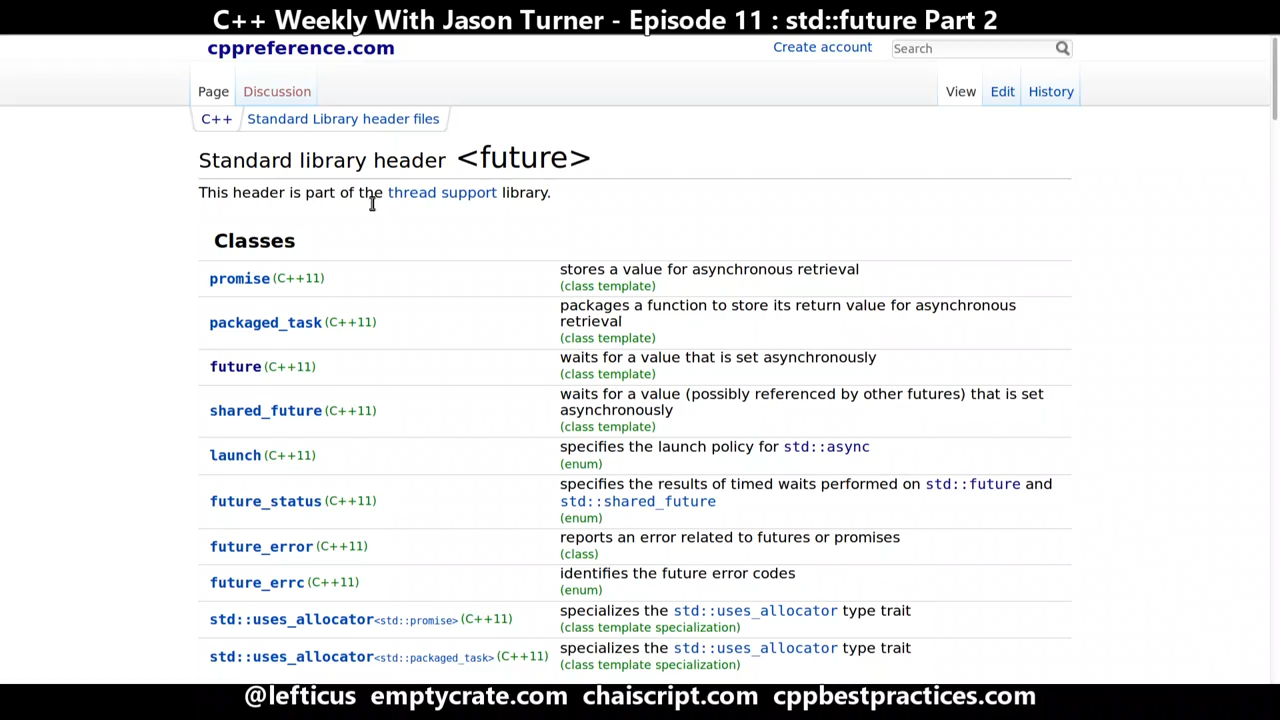 C++ Weekly With Jason Turner - Episode 11 : std::future Part 2
cppreference.com
Create account
Search
Page
Discussion
View
Edit
History
C++
Standard Library header files
Standard library header <future>
This header is part of the thread support library.
Classes
promise (C++11)
stores a value for asynchronous retrieval
(class template)
packaged_task (C++11)
packages a function to store its return value for asynchronous
retrieval
(class template)
future (C++11)
waits for a value that is set asynchronously
(class template)
shared_future (C++11)
waits for a value (possibly referenced by other futures) that is set
asynchronously
(class template)
launch (C++11)
specifies the launch policy for std::async
(enum)
future_status (C++11)
specifies the results of timed waits performed on std::future and
std::shared_future
(enum)
future_error (C++11)
reports an error related to futures or promises
(class)
future_errc (C++11)
identifies the future error codes
(enum)
std::uses_allocator<std::promise> (C++11)
specializes the std::uses_allocator type trait
(class template specialization)
std::uses_allocator<std::packaged_task> (C++11)
specializes the std::uses_allocator type trait
(class template specialization)
@lefticus emptycrate.com chaiscript.com cppbestpractices.com